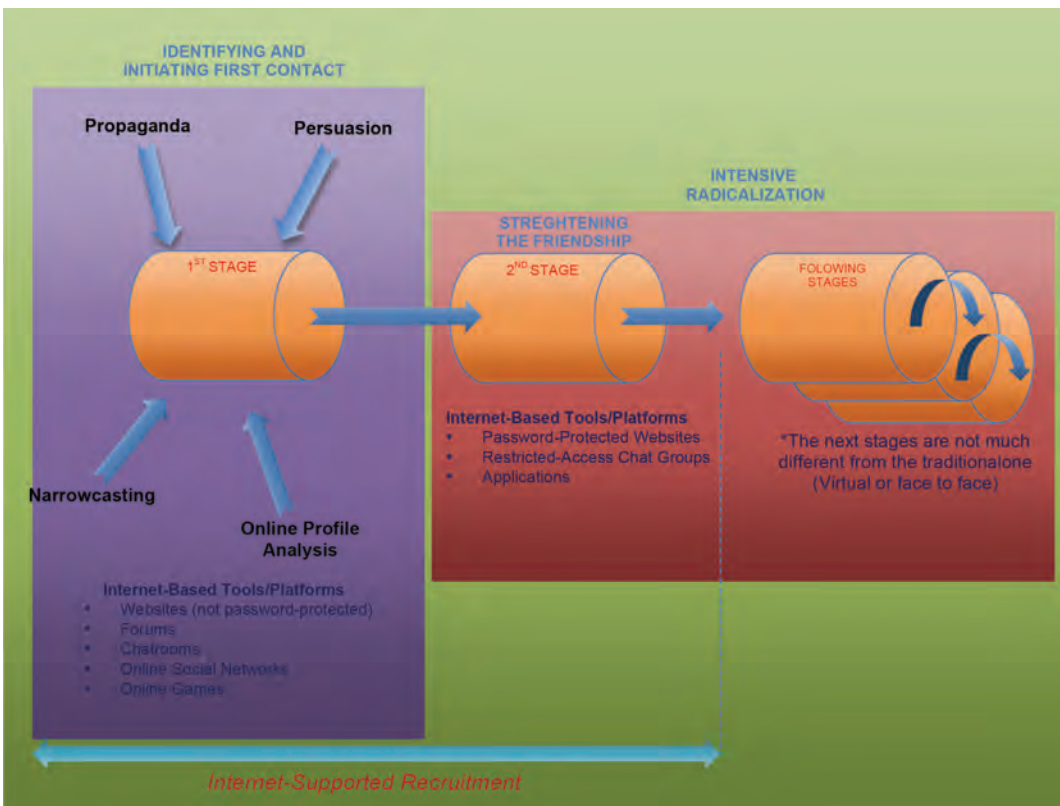 IDENTIFYING AND
INITIATING FIRST CONTACT
Propaganda
Persuasion
1ST STAGE
Narrowcasting
Online Profile
Analysis
Internet-Based Tools/Platforms
▪ Websites (not password-protected)
▪ Forums
▪ Chatrooms
▪ Online Social Networks
▪ Online Games
STREGHTENING
THE FRIENDSHIP
2ND STAGE
Internet-Based Tools/Platforms
▪ Password-Protected Websites
▪ Restricted-Access Chat Groups
▪ Applications
INTENSIVE
RADICALIZATION
FOLOWING
STAGES
*The next stages are not much
different from the traditionalone
(Virtual or face to face)
Internet-Supported Recruitment